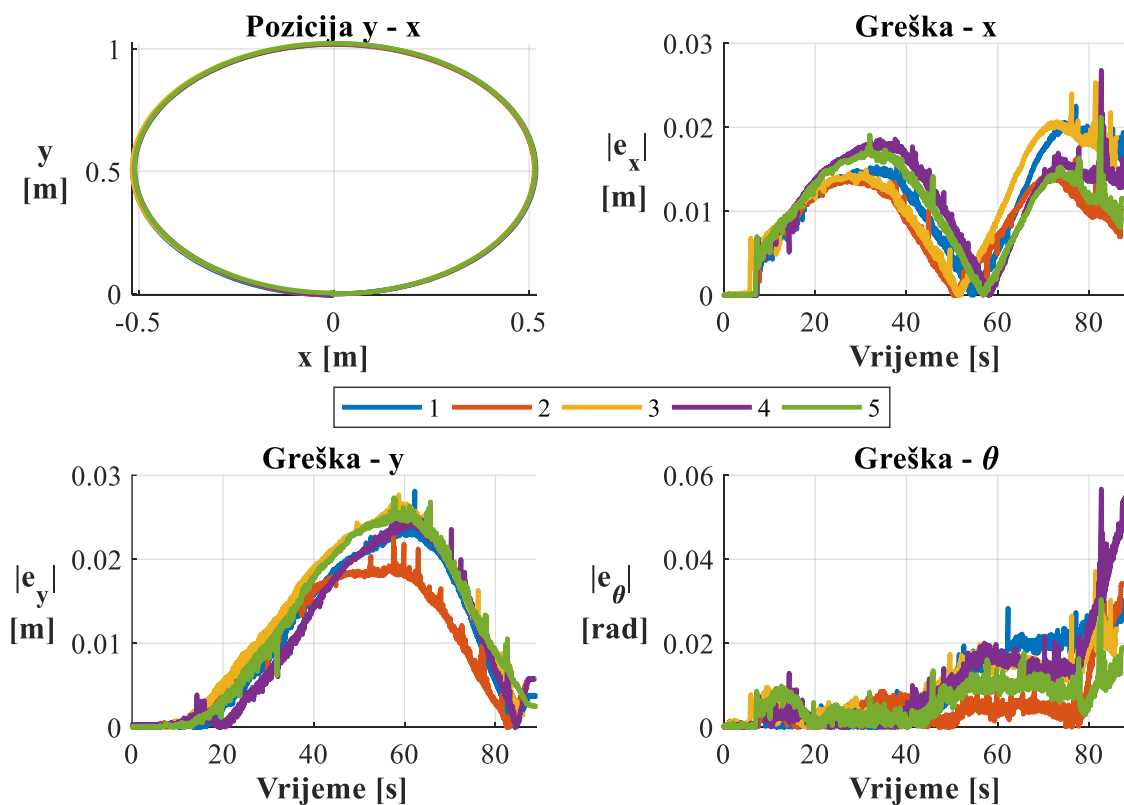 Pozicija y - x
1
0.5
0
y
[m]
-0.5
0
0.5
x [m]
Greška - x
0.03
0.02
0.01
0
|e_x|
[m]
0
20
40
60
80
Vrijeme [s]
1
2
3
4
5
Greška - y
0.03
0.02
0.01
0
|e_y|
[m]
0
20
40
60
80
Vrijeme [s]
Greška - θ
0.06
0.04
0.02
0
|e_θ|
[rad]
0
20
40
60
80
Vrijeme [s]